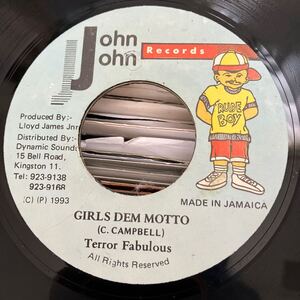 John
John
Records
Produced By:-
Lloyd James Jnr
Distributed By:-
Dynamic Sounds
15 Bell Road,
Kingston 11.
Tel: 923-9138
923-9168
(C) (P) 1993
RUDE
BOY
MADE IN JAMAICA
GIRLS DEM MOTTO
(C. CAMPBELL)
Terror Fabulous
All Rights Reserved